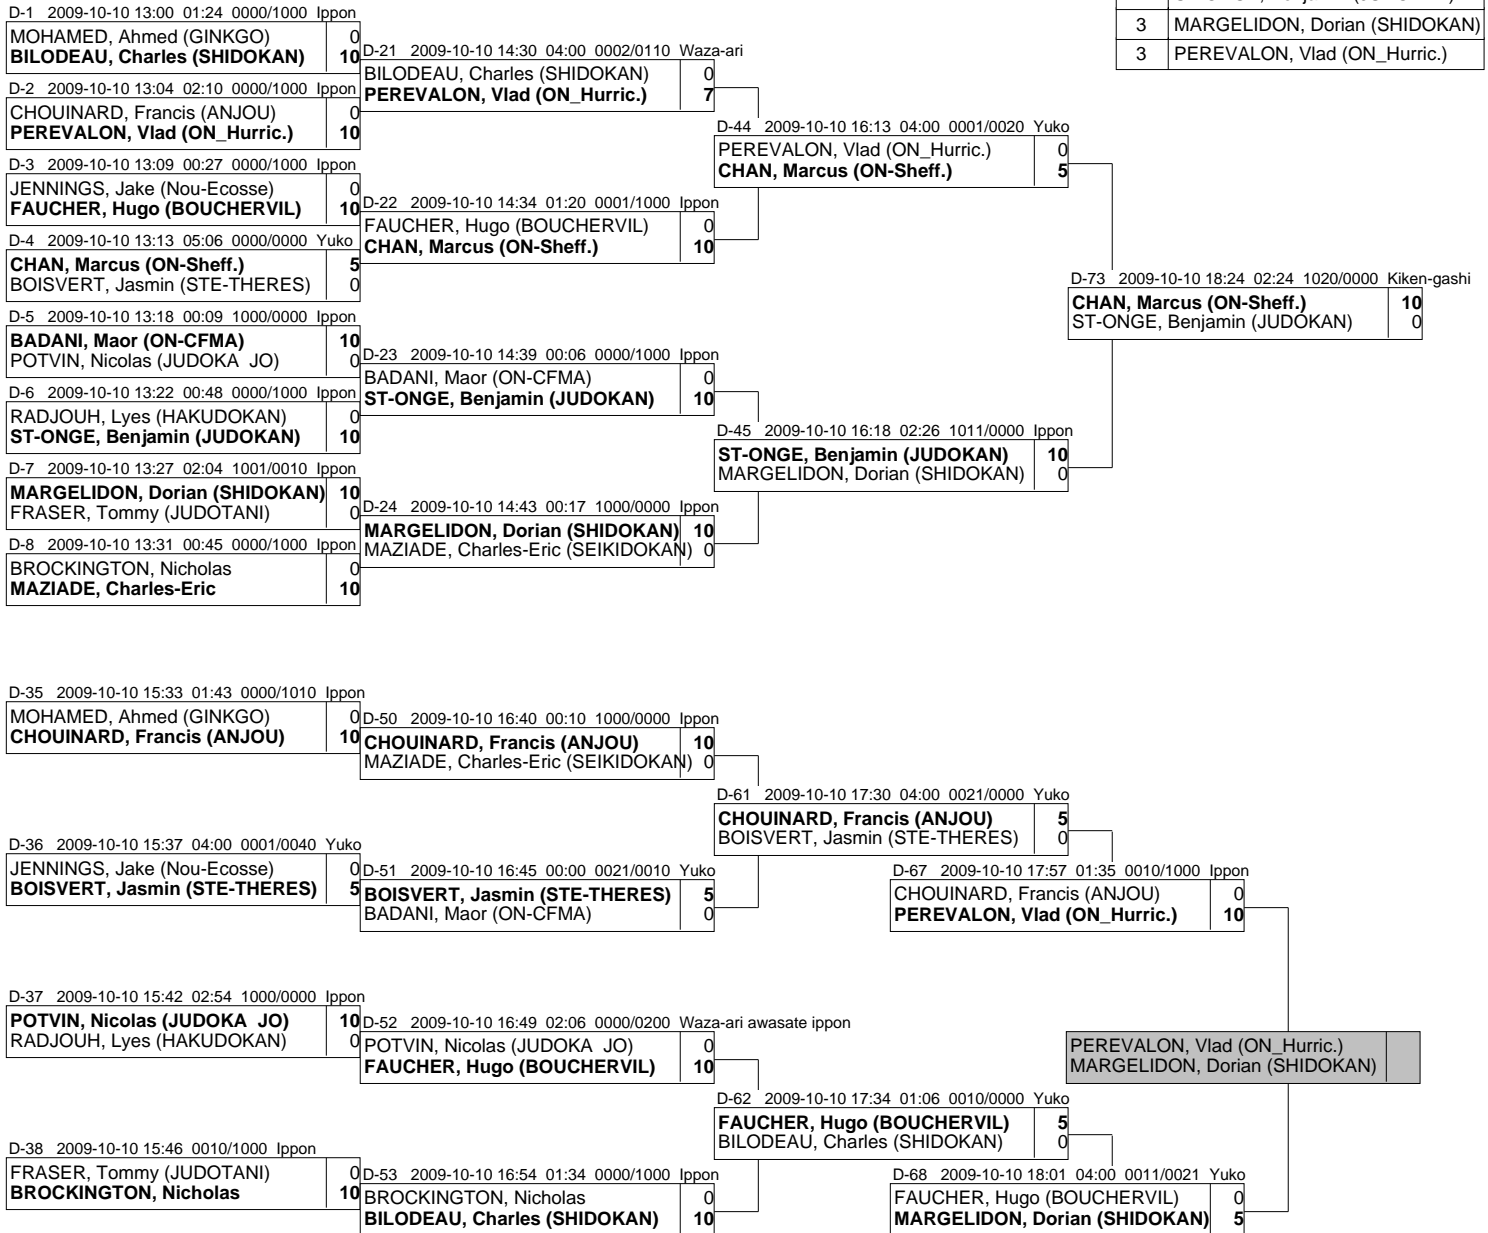 D-1 2009-10-10 13:00 01:24 0000/1000 Ippon
MOHAMED, Ahmed (GINKGO) 0
BILODEAU, Charles (SHIDOKAN) 10
D-2 2009-10-10 13:04 02:10 0000/1000 Ippon
CHOUINARD, Francis (ANJOU) 0
PEREVALON, Vlad (ON_Hurric.) 10
D-3 2009-10-10 13:09 00:27 0000/1000 Ippon
JENNINGS, Jake (Nou-Ecosse) 0
FAUCHER, Hugo (BOUCHERVIL) 10
D-4 2009-10-10 13:13 05:06 0000/0000 Yuko
CHAN, Marcus (ON-Sheff.) 5
BOISVERT, Jasmin (STE-THERES) 0
D-5 2009-10-10 13:18 00:09 1000/0000 Ippon
BADANI, Maor (ON-CFMA) 10
POTVIN, Nicolas (JUDOKA JO) 0
D-6 2009-10-10 13:22 00:48 0000/1000 Ippon
RADJOUH, Lyes (HAKUDOKAN) 0
ST-ONGE, Benjamin (JUDOKAN) 10
D-7 2009-10-10 13:27 02:04 1001/0010 Ippon
MARGELIDON, Dorian (SHIDOKAN) 10
FRASER, Tommy (JUDOTANI) 0
D-8 2009-10-10 13:31 00:45 0000/1000 Ippon
BROCKINGTON, Nicholas 0
MAZIADE, Charles-Eric 10
D-21 2009-10-10 14:30 04:00 0002/0110 Waza-ari
BILODEAU, Charles (SHIDOKAN) 0
PEREVALON, Vlad (ON_Hurric.) 7
D-22 2009-10-10 14:34 01:20 0001/1000 Ippon
FAUCHER, Hugo (BOUCHERVIL) 0
CHAN, Marcus (ON-Sheff.) 10
D-23 2009-10-10 14:39 00:06 0000/1000 Ippon
BADANI, Maor (ON-CFMA) 0
ST-ONGE, Benjamin (JUDOKAN) 10
D-24 2009-10-10 14:43 00:17 1000/0000 Ippon
MARGELIDON, Dorian (SHIDOKAN) 10
MAZIADE, Charles-Eric (SEIKIDOKAN) 0
D-44 2009-10-10 16:13 04:00 0001/0020 Yuko
PEREVALON, Vlad (ON_Hurric.) 0
CHAN, Marcus (ON-Sheff.) 5
D-45 2009-10-10 16:18 02:26 1011/0000 Ippon
ST-ONGE, Benjamin (JUDOKAN) 10
MARGELIDON, Dorian (SHIDOKAN) 0
D-73 2009-10-10 18:24 02:24 1020/0000 Kiken-gashi
CHAN, Marcus (ON-Sheff.) 10
ST-ONGE, Benjamin (JUDOKAN) 0
3 MARGELIDON, Dorian (SHIDOKAN)
3 PEREVALON, Vlad (ON_Hurric.)
D-35 2009-10-10 15:33 01:43 0000/1010 Ippon
MOHAMED, Ahmed (GINKGO) 0
CHOUINARD, Francis (ANJOU) 10
D-36 2009-10-10 15:37 04:00 0001/0040 Yuko
JENNINGS, Jake (Nou-Ecosse) 0
BOISVERT, Jasmin (STE-THERES) 5
D-37 2009-10-10 15:42 02:54 1000/0000 Ippon
POTVIN, Nicolas (JUDOKA JO) 10
RADJOUH, Lyes (HAKUDOKAN) 0
D-38 2009-10-10 15:46 0010/1000 Ippon
FRASER, Tommy (JUDOTANI) 0
BROCKINGTON, Nicholas 10
D-50 2009-10-10 16:40 00:10 1000/0000 Ippon
CHOUINARD, Francis (ANJOU) 10
MAZIADE, Charles-Eric (SEIKIDOKAN) 0
D-51 2009-10-10 16:45 00:00 0021/0010 Yuko
BOISVERT, Jasmin (STE-THERES) 5
BADANI, Maor (ON-CFMA) 0
D-52 2009-10-10 16:49 02:06 0000/0200 Waza-ari awasate ippon
POTVIN, Nicolas (JUDOKA JO) 0
FAUCHER, Hugo (BOUCHERVIL) 10
D-53 2009-10-10 16:54 01:34 0000/1000 Ippon
BROCKINGTON, Nicholas 0
BILODEAU, Charles (SHIDOKAN) 10
D-61 2009-10-10 17:30 04:00 0021/0000 Yuko
CHOUINARD, Francis (ANJOU) 5
BOISVERT, Jasmin (STE-THERES) 0
D-62 2009-10-10 17:34 01:06 0010/0000 Yuko
FAUCHER, Hugo (BOUCHERVIL) 5
BILODEAU, Charles (SHIDOKAN) 0
D-67 2009-10-10 17:57 01:35 0010/1000 Ippon
CHOUINARD, Francis (ANJOU) 0
PEREVALON, Vlad (ON_Hurric.) 10
D-68 2009-10-10 18:01 04:00 0011/0021 Yuko
FAUCHER, Hugo (BOUCHERVIL) 0
MARGELIDON, Dorian (SHIDOKAN) 5
PEREVALON, Vlad (ON_Hurric.)
MARGELIDON, Dorian (SHIDOKAN)